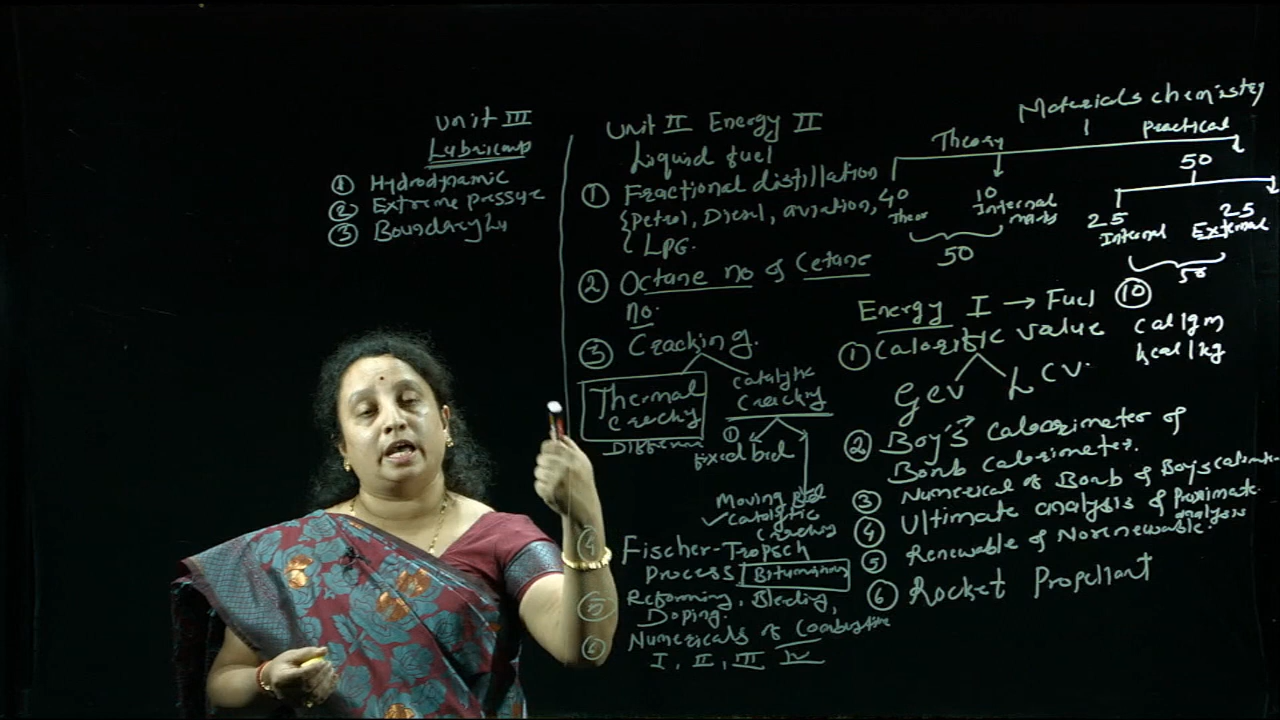 Unit III
Lubricants
① Hydrodynamic
② Extreme pressure
③ Boundary Lu
Unit II Energy II
Liquid fuel
① Fractional distillation
{Petrol, Diesel, aviation,
LPG.
② Octane no & Cetane
no.
③ Cracking.
Thermal
Cracking
catalytic
Cracking
①
Fixed bed
Moving Bed
✓ catalytic
Cracking
④ Fischer-Tropsch
Process Bituminous
⑤ Reforming, Blending,
Doping.
⑥ Numericals of Combustion
I, II, III IV
Materials chemistry
Theory
Practical
40
Theory
10
Internal
marks
50
50
25
Internal
25
External
50
Energy I → Fuel ⑩
① Calorific value
cal/gm
kcal/kg
GCV
LCV.
② Boy's Calorimeter &
Bomb calorimeter.
③ Numerical of Bomb & Boy's calorimeter
④ Ultimate analysis & Proximate
analysis
⑤ Renewable & Nonrenewable.
⑥ Rocket Propellant